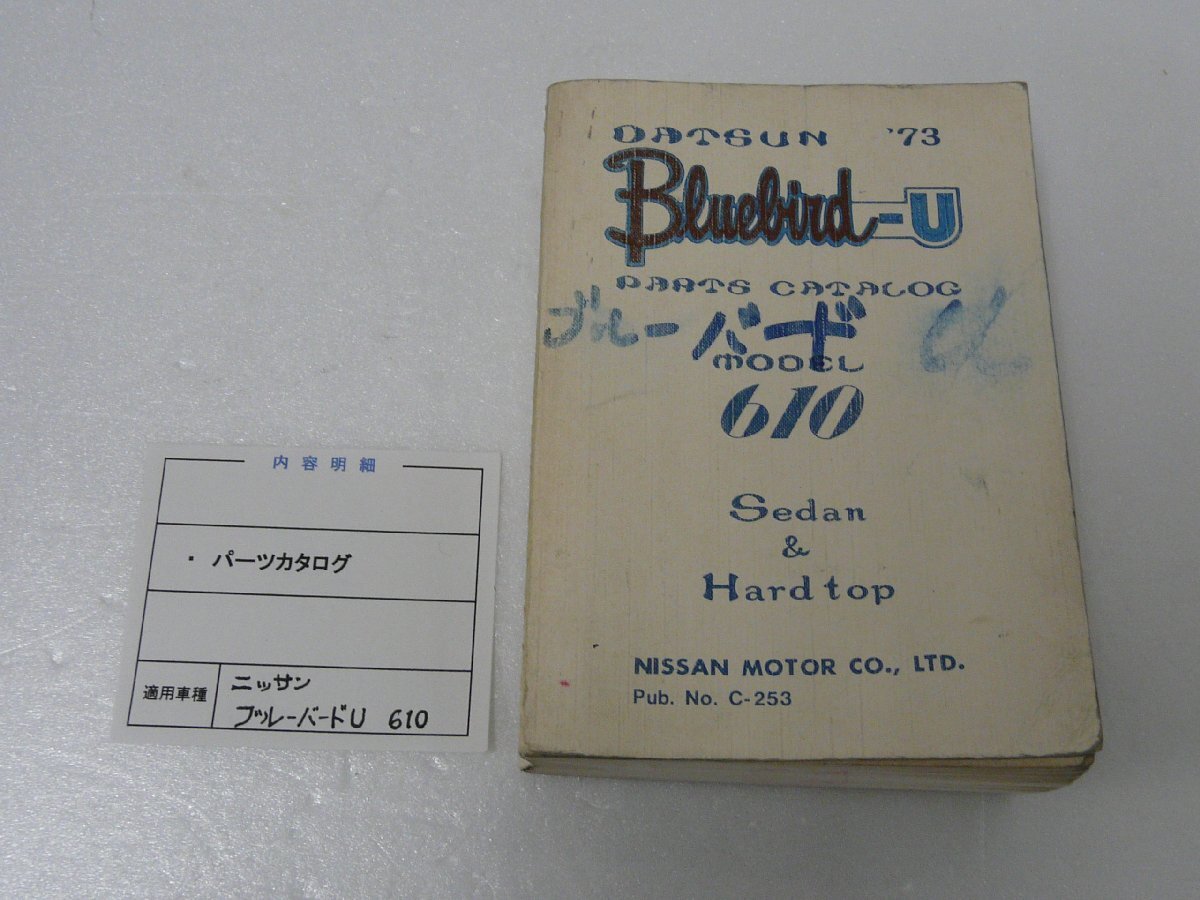 内容明細
・ パーツカタログ
適用車種
ニッサン
ブルーバードU 610
DATSUN '73
Bluebird-U
PARTS CATALOG
ブルーバード U
MODEL
610
Sedan
&
Hard top
NISSAN MOTOR CO., LTD.
Pub. No. C-253